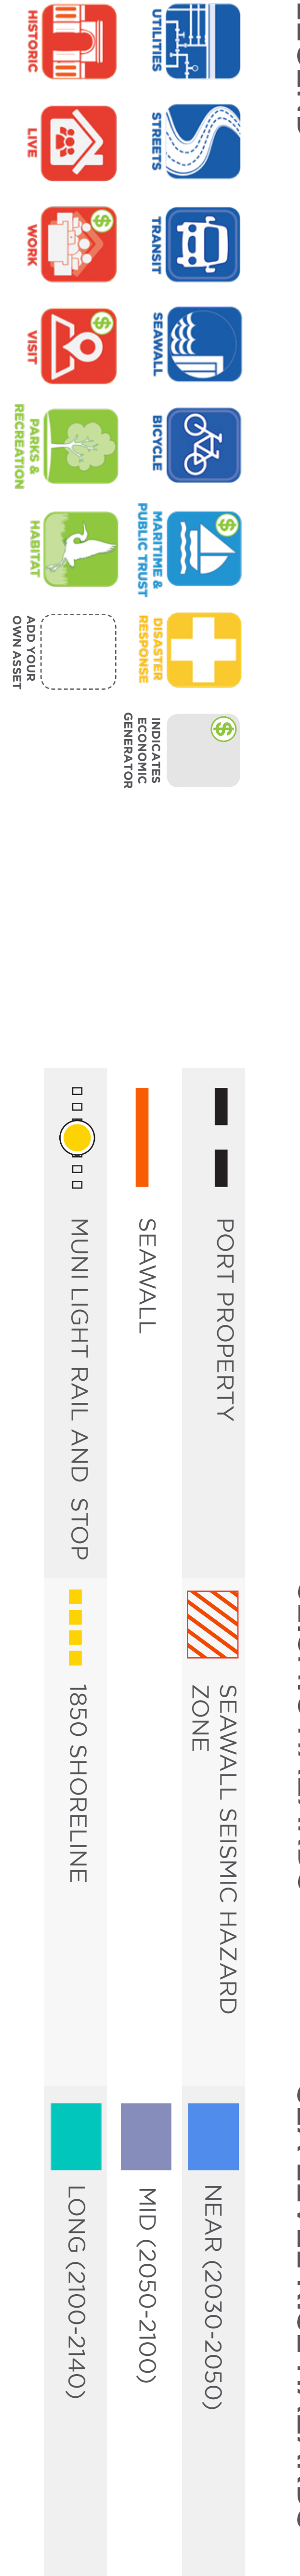 UTILITIES
STREETS
TRANSIT
SEAWALL
BICYCLE
MARITIME &
PUBLIC TRUST
DISASTER
RESPONSE
INDICATES
ECONOMIC
GENERATOR
HISTORIC
LIVE
WORK
VISIT
PARKS &
RECREATION
HABITAT
ADD YOUR
OWN ASSET
PORT PROPERTY
SEAWALL
MUNI LIGHT RAIL AND STOP
SEAWALL SEISMIC HAZARD
ZONE
1850 SHORELINE
NEAR (2030-2050)
MID (2050-2100)
LONG (2100-2140)